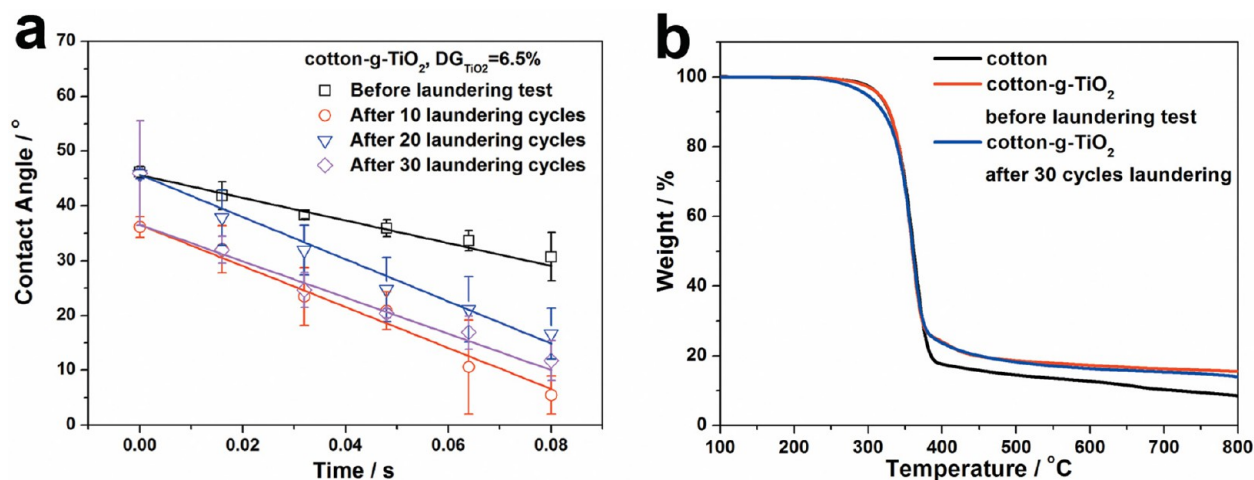 a
70
60
50
40
30
20
10
0
Contact Angle / °
cotton-g-TiO₂, DG_TiO2=6.5%
Before laundering test
After 10 laundering cycles
After 20 laundering cycles
After 30 laundering cycles
0.00 0.02 0.04 0.06 0.08
Time / s
b
100
80
60
40
20
0
Weight / %
cotton
cotton-g-TiO₂
before laundering test
cotton-g-TiO₂
after 30 cycles laundering
100 200 300 400 500 600 700 800
Temperature / °C